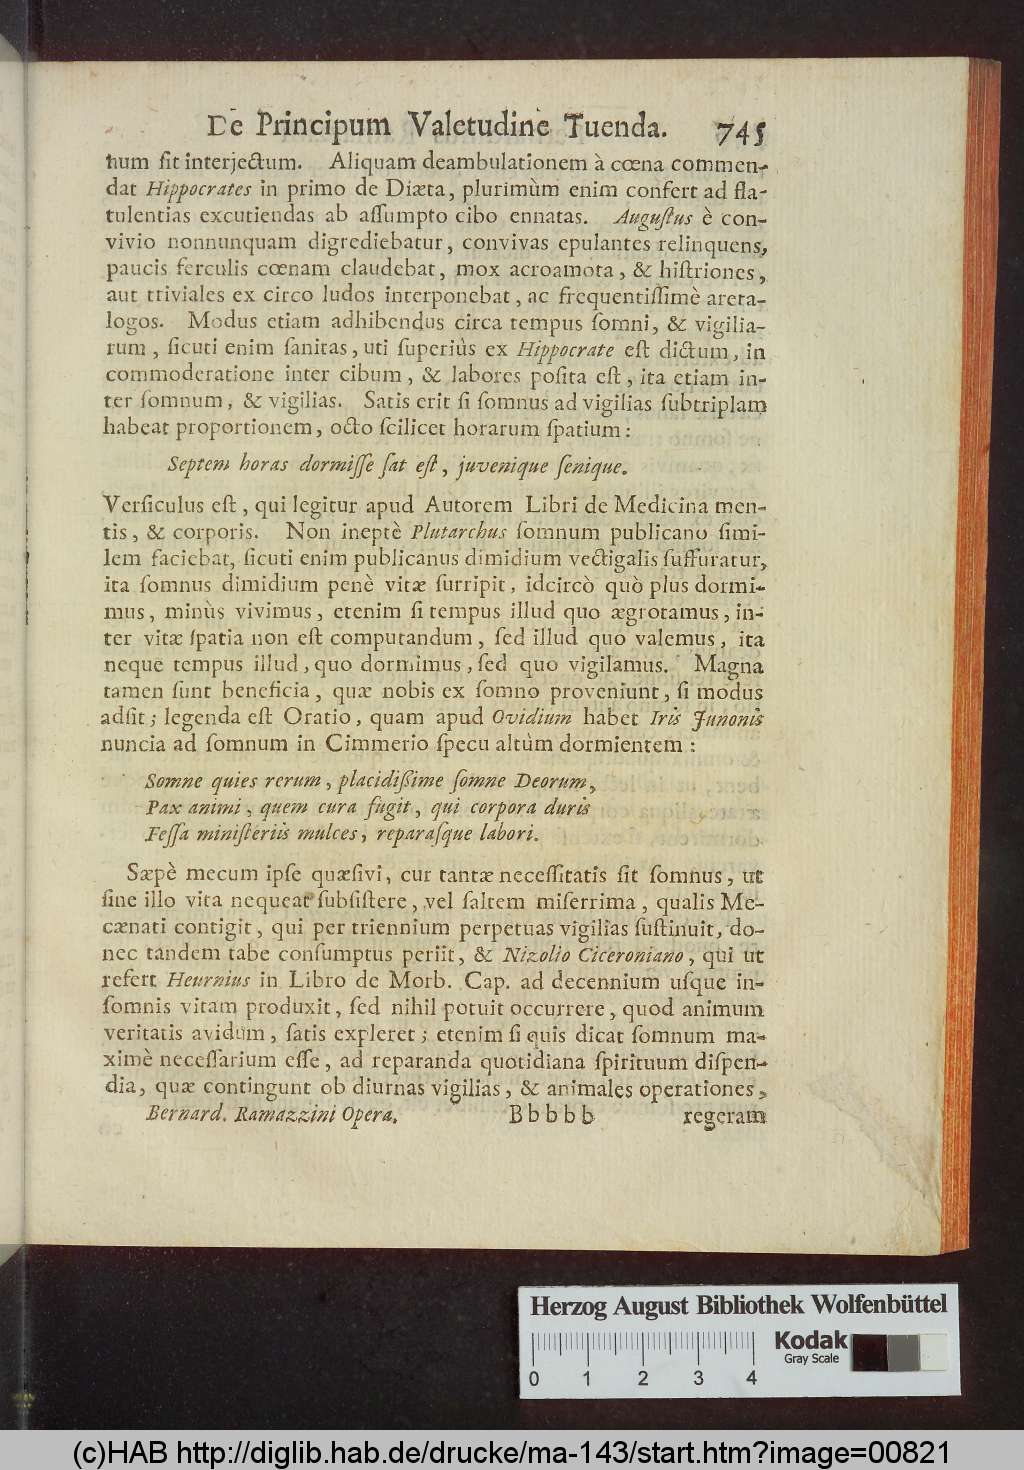 De Principum Valetudine Tuenda. 745
num ſit interjectum. Aliquam deambulationem à cœna commen-
dat Hippocrates in primo de Diæta, plurimùm enim confert ad fla-
tulentias excutiendas ab aſſumpto cibo ennatas. Auguſtus è con-
vivio nonnunquam digrediebatur, convivas epulantes relinquens,
paucis ferculis cœnam claudebat, mox acroamota, & hiſtriones,
aut triviales ex circo ludos interponebat, ac frequentiſſimè areta-
logos. Modus etiam adhibendus circa tempus ſomni, & vigilia-
rum, ſicuti enim ſanitas, uti ſuperiùs ex Hippocrate eſt dictum, in
commoderatione inter cibum, & labores poſita eſt, ita etiam in-
ter ſomnum, & vigilias. Satis erit ſi ſomnus ad vigilias ſubtriplam
habeat proportionem, octo ſcilicet horarum ſpatium:
Septem horas dormiſſe ſat eſt, juvenique ſenique.
Verſiculus eſt, qui legitur apud Autorem Libri de Medicina men-
tis, & corporis. Non ineptè Plutarchus ſomnum publicano ſimi-
lem faciebat, ſicuti enim publicanus dimidium vectigalis ſuffuratur,
ita ſomnus dimidium penè vitæ ſurripit, idcircò quò plus dormi-
mus, minùs vivimus, etenim ſi tempus illud quo ægrotamus, in-
ter vitæ ſpatia non eſt computandum, ſed illud quo valemus, ita
neque tempus illud, quo dormimus, ſed quo vigilamus. Magna
tamen ſunt beneficia, quæ nobis ex ſomno proveniunt, ſi modus
adſit; legenda eſt Oratio, quam apud Ovidium habet Iris Junonis
nuncia ad ſomnum in Cimmerio ſpecu altùm dormientem:
Somne quies rerum, placidißime ſomne Deorum,
Pax animi, quem cura fugit, qui corpora duris
Feſſa miniſteriis mulces, reparaſque labori.
Sæpè mecum ipſe quæſivi, cur tantæ neceſſitatis ſit ſomnus, ut
ſine illo vita nequeat ſubſiſtere, vel ſaltem miſerrima, qualis Me-
cænati contigit, qui per triennium perpetuas vigilias ſuſtinuit, do-
nec tandem tabe conſumptus periit, & Nizolio Ciceroniano, qui ut
refert Heurnius in Libro de Morb. Cap. ad decennium uſque in-
ſomnis vitam produxit, ſed nihil potuit occurrere, quod animum
veritatis avidum, ſatis expleret; etenim ſi quis dicat ſomnum ma-
ximè neceſſarium eſſe, ad reparanda quotidiana ſpirituum diſpen-
dia, quæ contingunt ob diurnas vigilias, & animales operationes,
Bernard. Ramazzini Opera. Bbbbb regeram
Herzog August Bibliothek Wolfenbüttel
Kodak
Gray Scale
0 1 2 3 4
(c)HAB http://diglib.hab.de/drucke/ma-143/start.htm?image=00821